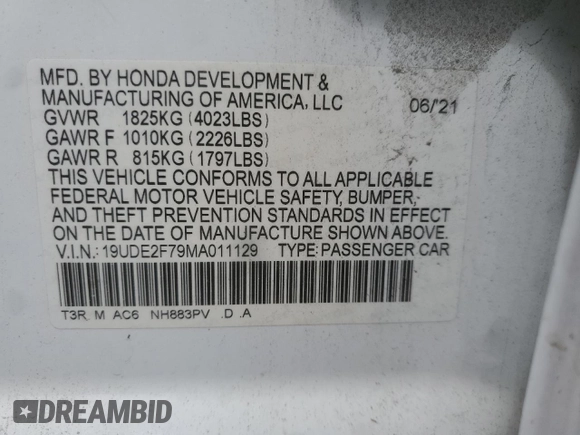 MFD. BY HONDA DEVELOPMENT &
MANUFACTURING OF AMERICA, LLC 06/21
GVWR 1825KG (4023LBS)
GAWR F 1010KG (2226LBS)
GAWR R 815KG (1797LBS)
THIS VEHICLE CONFORMS TO ALL APPLICABLE
FEDERAL MOTOR VEHICLE SAFETY, BUMPER,
AND THEFT PREVENTION STANDARDS IN EFFECT
ON THE DATE OF MANUFACTURE SHOWN ABOVE.
V.I.N.: 19UDE2F79MA011129 TYPE: PASSENGER CAR
T3R M AC6 NH883PV .D .A
DREAMBID